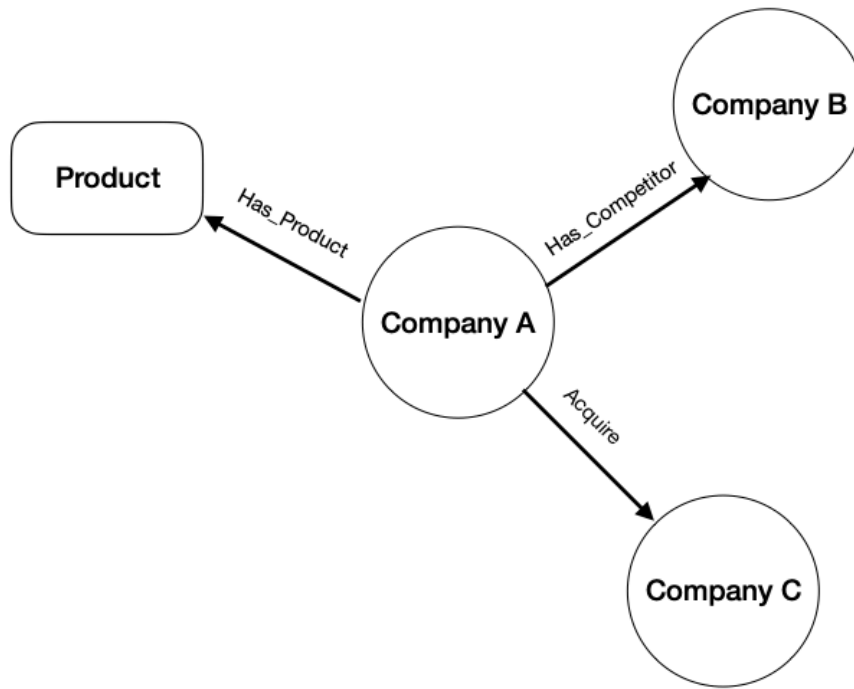 Company B
Product
Has_Product
Has_Competitor
Company A
Acquire
Company C